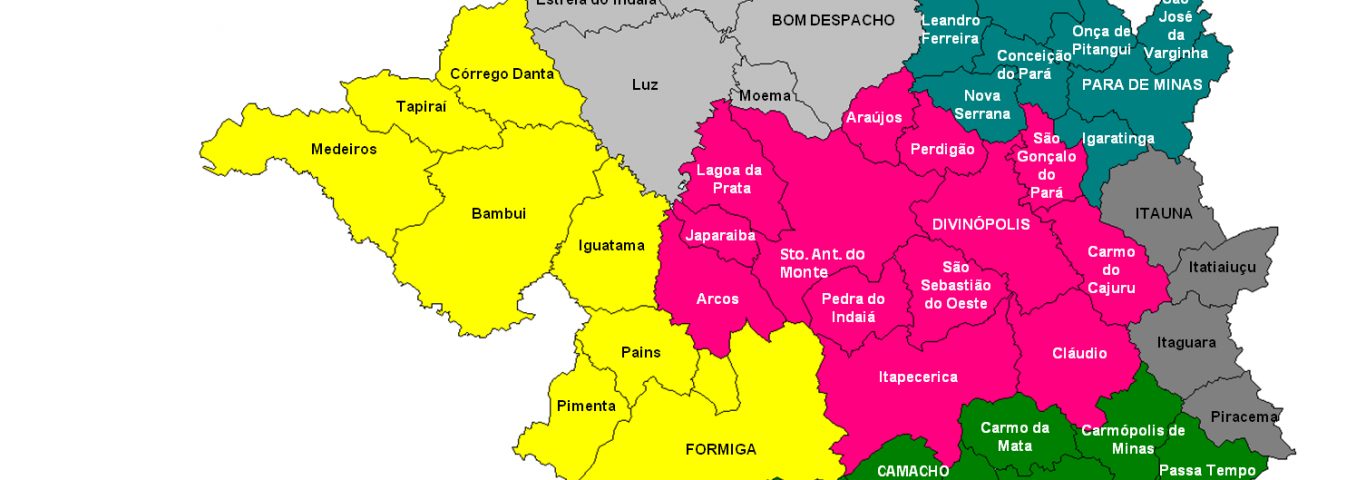 Estrela do Indaiá
BOM DESPACHO
Leandro
Ferreira
Onça de
Pitangui
São
José
da
Varginha
Conceição
do Pará
Córrego Danta
Luz
Moema
Nova
Serrana
PARA DE MINAS
Tapiraí
Araújos
Igaratinga
Medeiros
Perdigão
São
Gonçalo
do
Pará
Lagoa da
Prata
Bambui
ITAUNA
Iguatama
Japaraiba
DIVINÓPOLIS
Sto. Ant. do
Monte
Carmo
do
Cajuru
Itatiaiuçu
São
Sebastião
do Oeste
Arcos
Pedra do
Indaiá
Pains
Cláudio
Itaguara
Itapecerica
Pimenta
Piracema
Carmo da
Mata
Carmópolis de
Minas
FORMIGA
CAMACHO
Passa Tempo